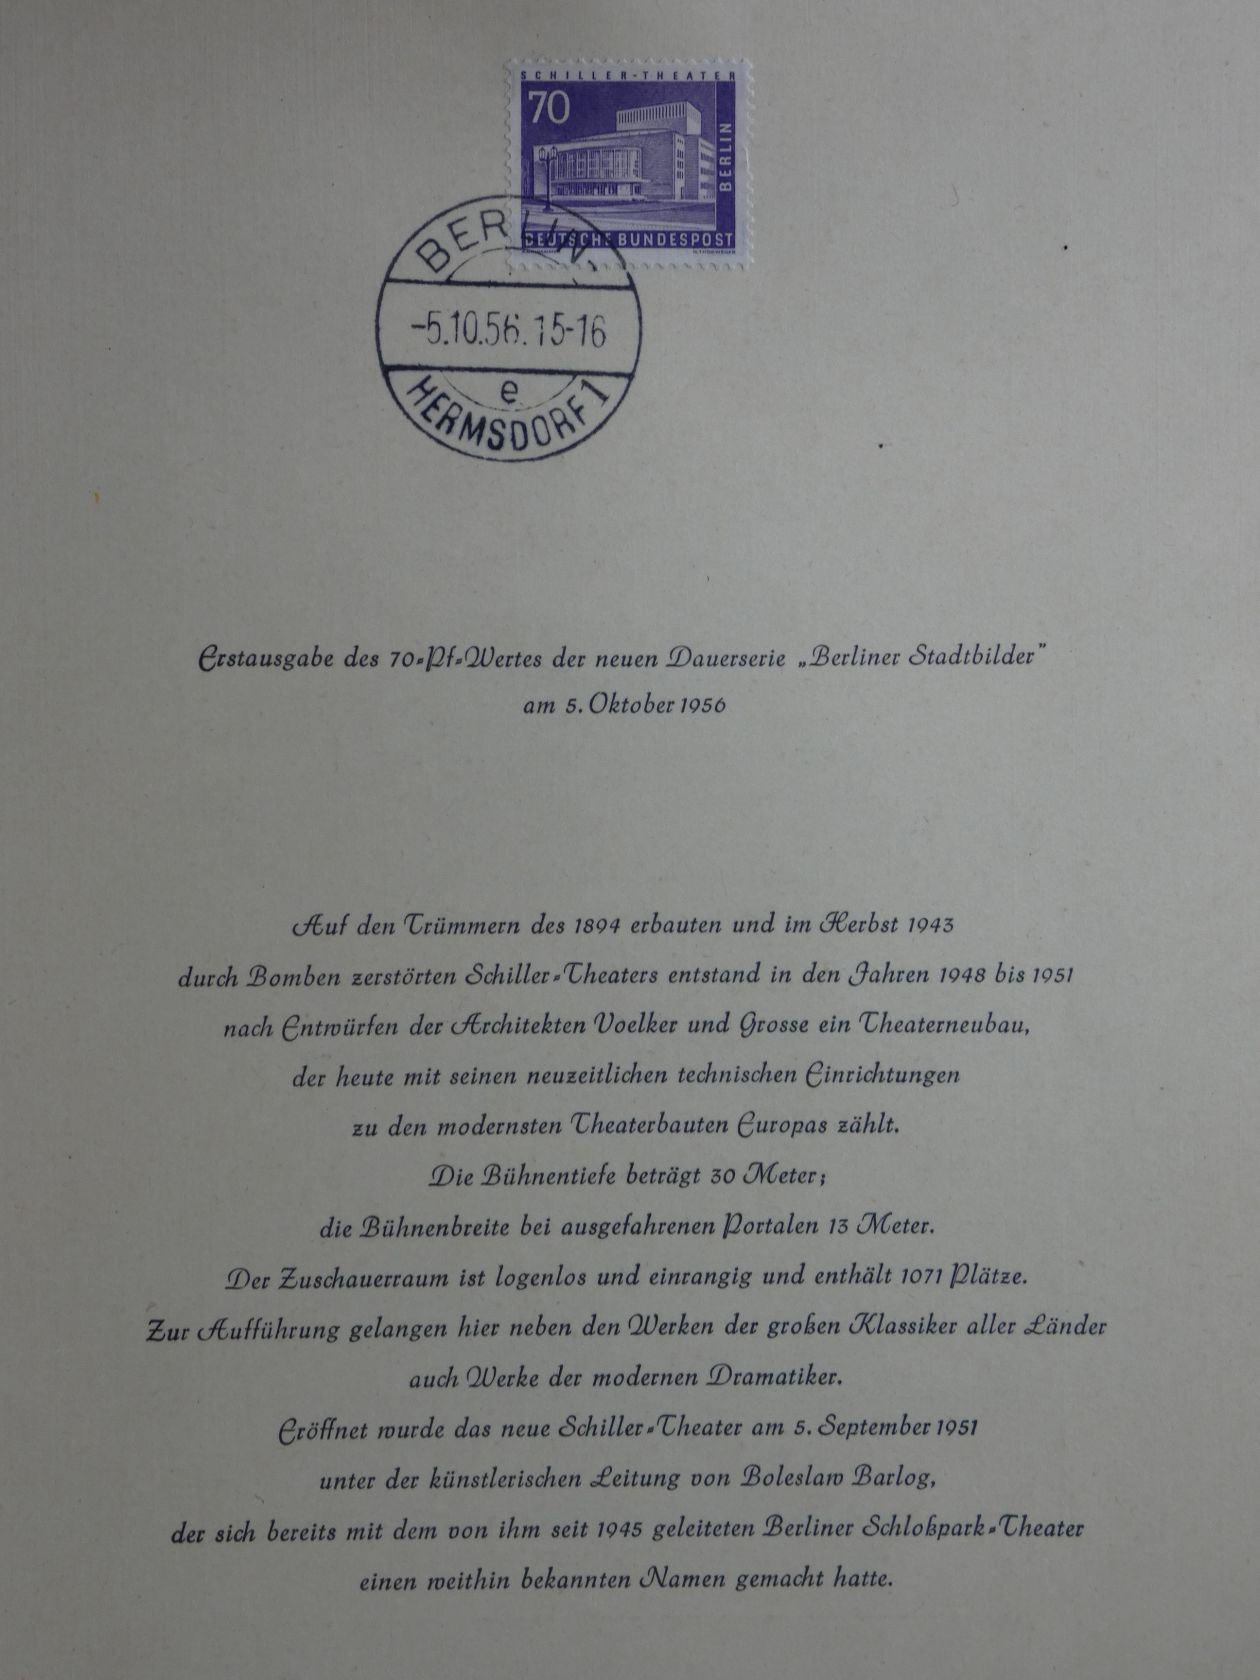 SCHILLER-THEATER
70
BERLIN
DEUTSCHE BUNDESPOST
BERLIN
-5.10.56.15-16
e
HERMSDORF 1
Erstausgabe des 70-Pf-Wertes der neuen Dauerserie „Berliner Stadtbilder”
am 5. Oktober 1956
Auf den Trümmern des 1894 erbauten und im Herbst 1943
durch Bomben zerstörten Schiller-Theaters entstand in den Jahren 1948 bis 1951
nach Entwürfen der Architekten Voelker und Grosse ein Theaterneubau,
der heute mit seinen neuzeitlichen technischen Einrichtungen
zu den modernsten Theaterbauten Europas zählt.
Die Bühnentiefe beträgt 30 Meter;
die Bühnenbreite bei ausgefahrenen Portalen 13 Meter.
Der Zuschauerraum ist logenlos und einrangig und enthält 1071 Plätze.
Zur Aufführung gelangen hier neben den Werken der großen Klassiker aller Länder
auch Werke der modernen Dramatiker.
Eröffnet wurde das neue Schiller-Theater am 5. September 1951
unter der künstlerischen Leitung von Boleslaw Barlog,
der sich bereits mit dem von ihm seit 1945 geleiteten Berliner Schloßpark-Theater
einen weithin bekannten Namen gemacht hatte.